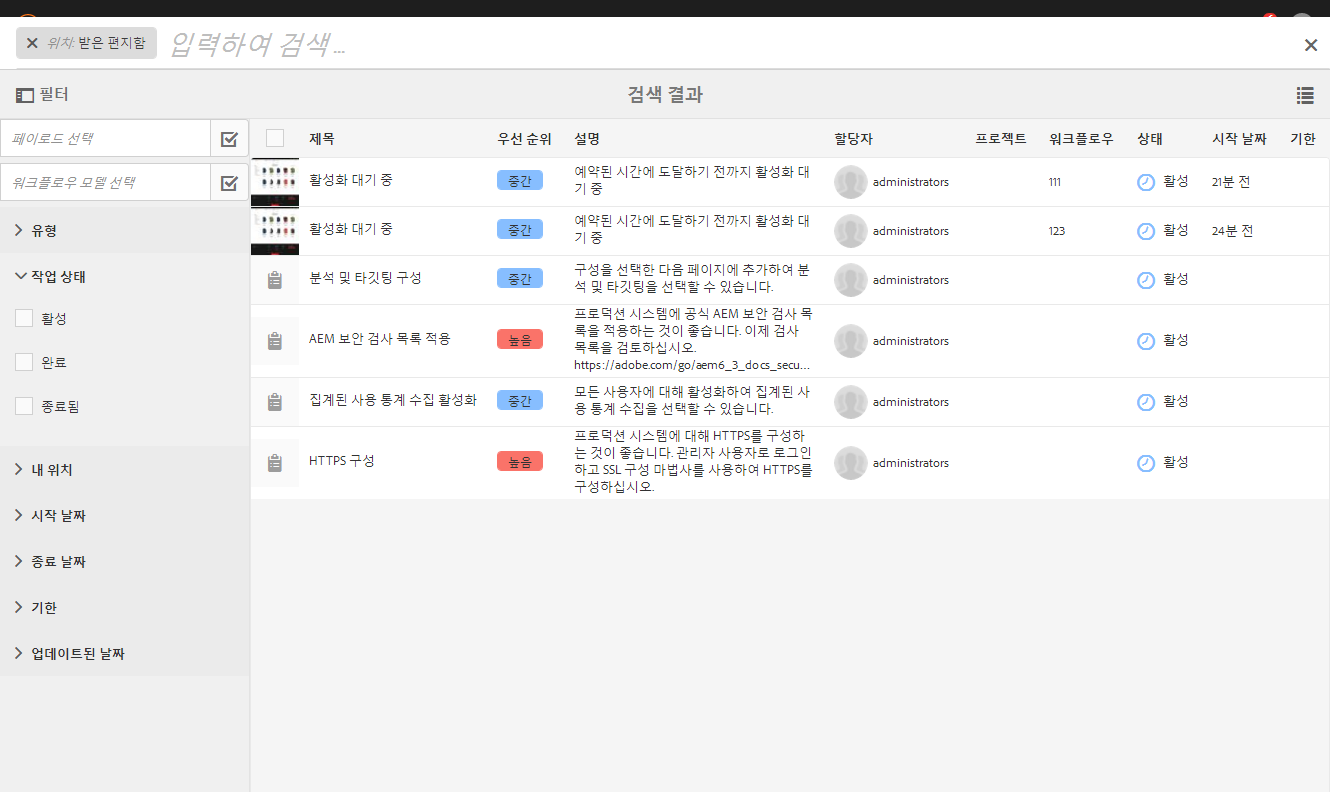 위치: 받은 편지함 입력하여 검색 ...
필터 검색 결과
페이로드 선택
워크플로우 모델 선택
유형
작업 상태
활성
완료
종료됨
내 위치
시작 날짜
종료 날짜
기한
업데이트된 날짜
제목 우선 순위 설명 할당자 프로젝트 워크플로우 상태 시작 날짜 기한
활성화 대기 중 중간 예약된 시간에 도달하기 전까지 활성화 대
기 중 administrators 111 활성 21분 전
활성화 대기 중 중간 예약된 시간에 도달하기 전까지 활성화 대
기 중 administrators 123 활성 24분 전
분석 및 타깃팅 구성 중간 구성을 선택한 다음 페이지에 추가하여 분
석 및 타깃팅을 선택할 수 있습니다. administrators 활성
AEM 보안 검사 목록 적용 높음 프로덕션 시스템에 공식 AEM 보안 검사 목
록을 적용하는 것이 좋습니다. 이제 검사
목록을 검토하십시오.
https://adobe.com/go/aem6_3_docs_secu... administrators 활성
집계된 사용 통계 수집 활성화 중간 모든 사용자에 대해 활성화하여 집계된 사
용 통계 수집을 선택할 수 있습니다. administrators 활성
HTTPS 구성 높음 프로덕션 시스템에 대해 HTTPS를 구성하
는 것이 좋습니다. 관리자 사용자로 로그인
하고 SSL 구성 마법사를 사용하여 HTTPS를
구성하십시오. administrators 활성